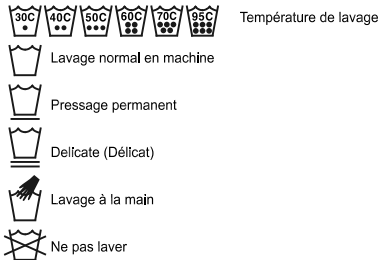 30C 40C 50C 60C 70C 95C Température de lavage
Lavage normal en machine
Pressage permanent
Delicate (Délicat)
Lavage à la main
Ne pas laver